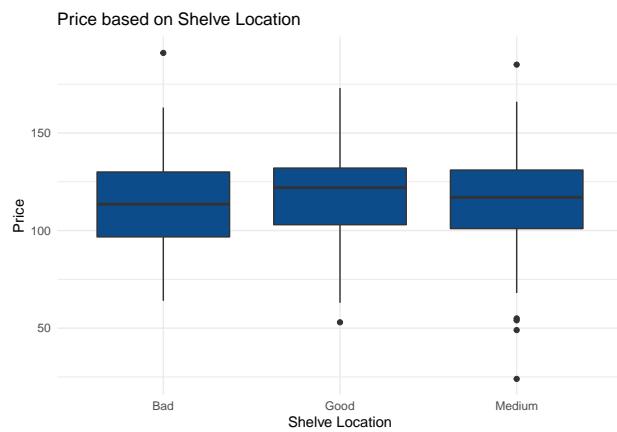 Price based on Shelve Location
150
100
50
Price
Bad Good Medium
Shelve Location